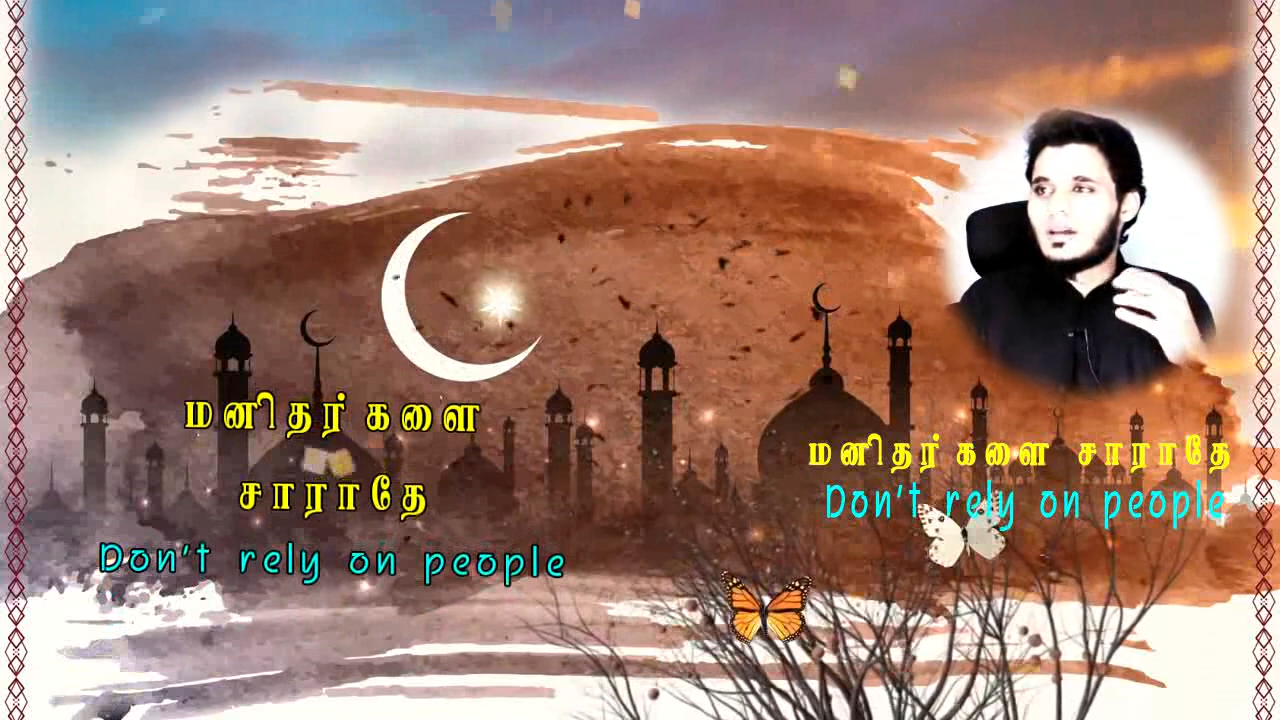 மனிதர்களை
சாராதே
Don't rely on people
மனிதர்களை சாராதே
Don't rely on people